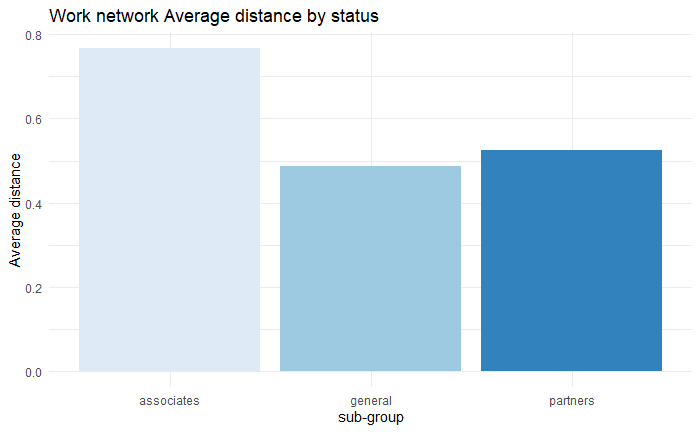 Work network Average distance by status
0.8
0.6
0.4
0.2
0.0
Average distance
associates
general
partners
sub-group